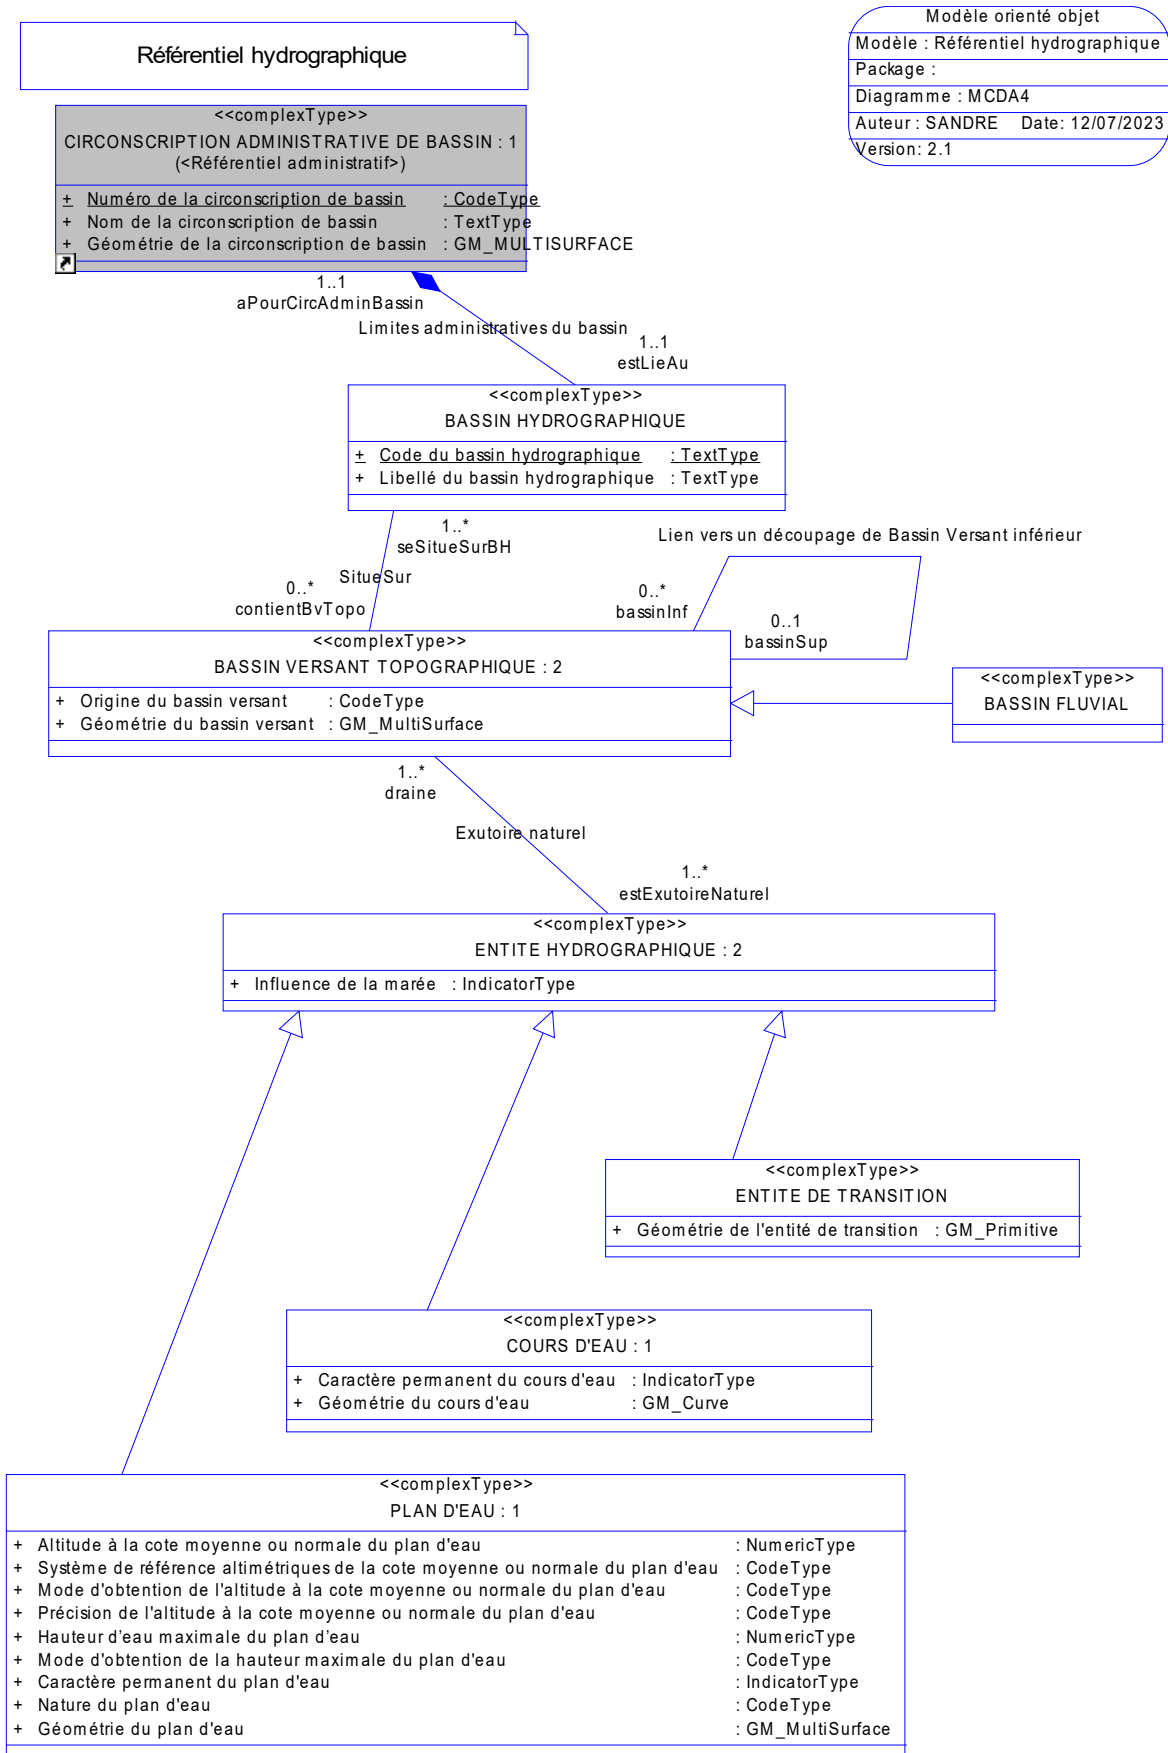 Référentiel hydrographique
Modèle orienté objet
Modèle : Référentiel hydrographique
Package :
Diagramme : MCDA4
Auteur : SANDRE Date: 12/07/2023
Version: 2.1
<<complexType>>
CIRCONSCRIPTION ADMINISTRATIVE DE BASSIN : 1
(<Référentiel administratif>)
+ Numéro de la circonscription de bassin : CodeType
+ Nom de la circonscription de bassin : TextType
+ Géométrie de la circonscription de bassin : GM_MULTISURFACE
1..1
aPourCircAdminBassin
Limites administratives du bassin
1..1
estLieAu
<<complexType>>
BASSIN HYDROGRAPHIQUE
+ Code du bassin hydrographique : TextType
+ Libellé du bassin hydrographique : TextType
1..*
seSitueSurBH
SitueSur
0..*
contientBvTopo
Lien vers un découpage de Bassin Versant inférieur
0..*
bassinInf
0..1
bassinSup
<<complexType>>
BASSIN VERSANT TOPOGRAPHIQUE : 2
+ Origine du bassin versant : CodeType
+ Géométrie du bassin versant : GM_MultiSurface
<<complexType>>
BASSIN FLUVIAL
1..*
draine
Exutoire naturel
1..*
estExutoireNaturel
<<complexType>>
ENTITE HYDROGRAPHIQUE : 2
+ Influence de la marée : IndicatorType
<<complexType>>
ENTITE DE TRANSITION
+ Géométrie de l'entité de transition : GM_Primitive
<<complexType>>
COURS D'EAU : 1
+ Caractère permanent du cours d'eau : IndicatorType
+ Géométrie du cours d'eau : GM_Curve
<<complexType>>
PLAN D'EAU : 1
+ Altitude à la cote moyenne ou normale du plan d'eau : NumericType
+ Système de référence altimétriques de la cote moyenne ou normale du plan d'eau : CodeType
+ Mode d'obtention de l'altitude à la cote moyenne ou normale du plan d'eau : CodeType
+ Précision de l'altitude à la cote moyenne ou normale du plan d'eau : CodeType
+ Hauteur d’eau maximale du plan d’eau : NumericType
+ Mode d'obtention de la hauteur maximale du plan d'eau : CodeType
+ Caractère permanent du plan d'eau : IndicatorType
+ Nature du plan d'eau : CodeType
+ Géométrie du plan d'eau : GM_MultiSurface